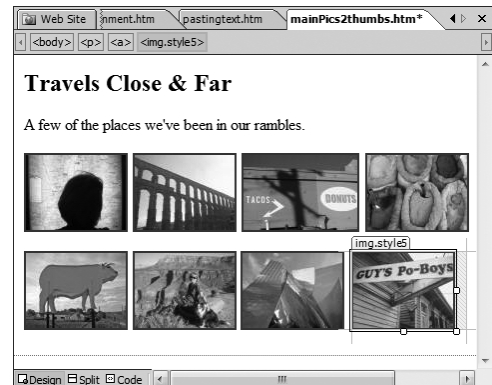 Web Site nment.htm pastingtext.htm mainPics2thumbs.htm*
<body> <p> <a> <img.style5>
Travels Close & Far
A few of the places we've been in our rambles.
TACOS DONUTS
img.style5
GUY'S PO-BOYS
Design Split Code